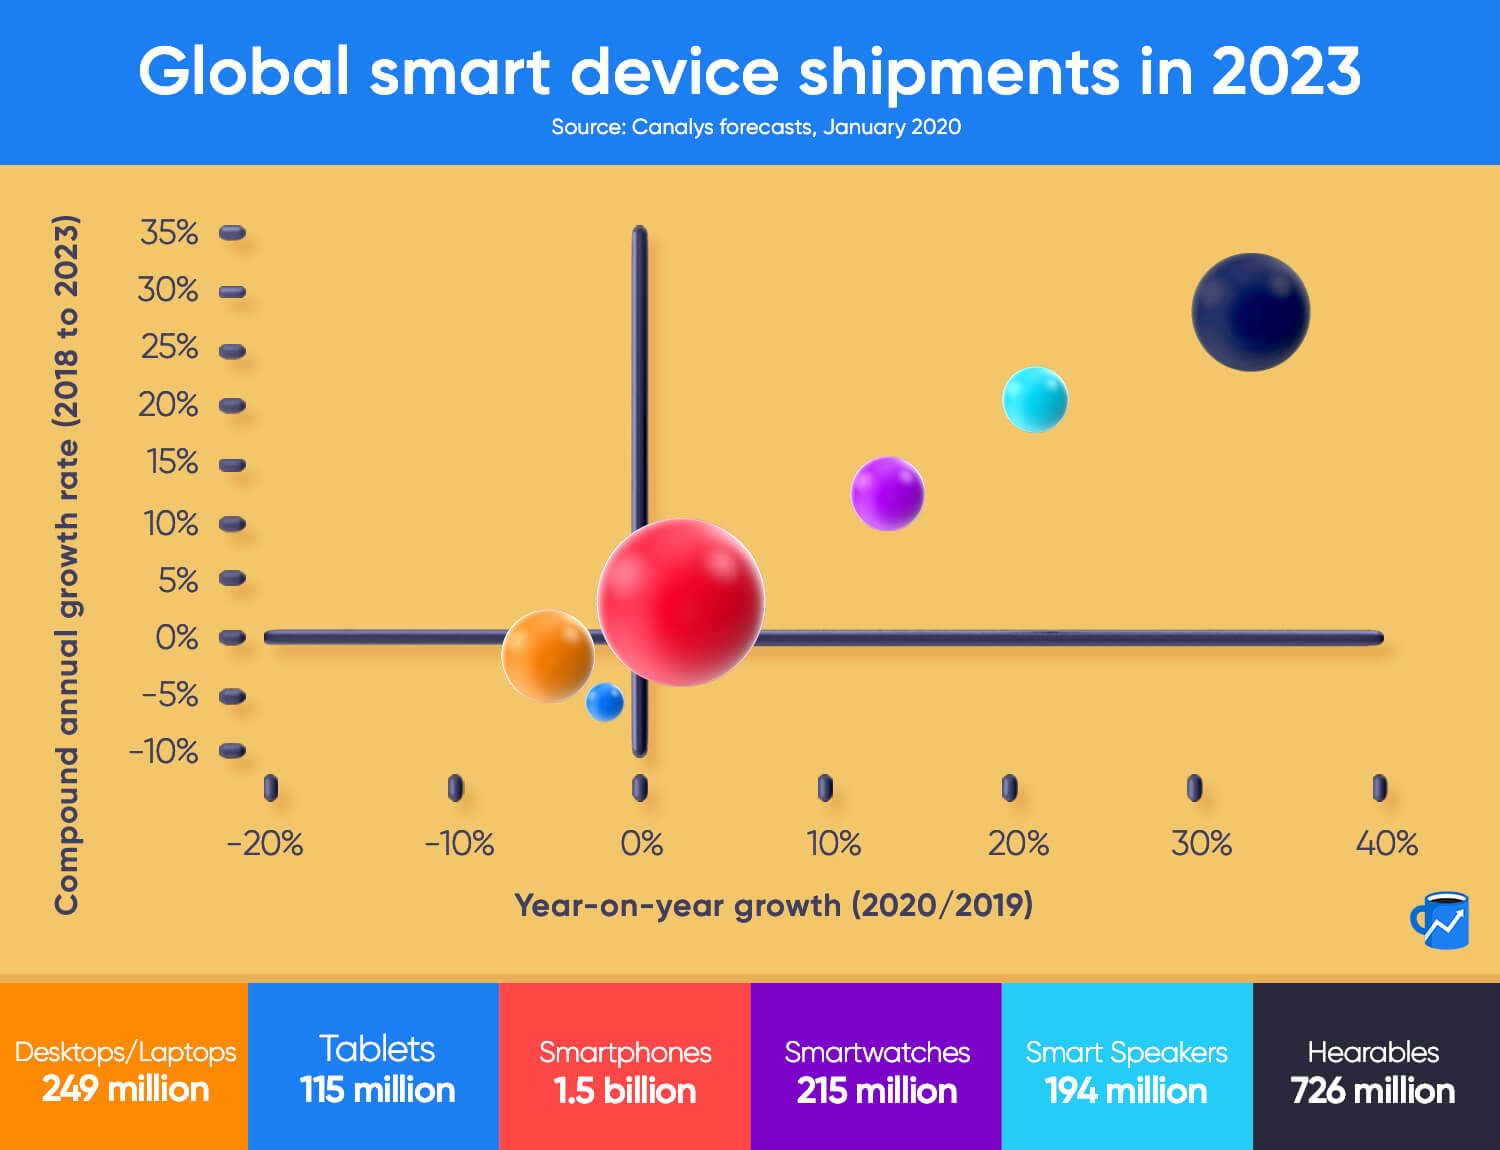 Global smart device shipments in 2023
Source: Canalys forecasts, January 2020
Compound annual growth rate (2018 to 2023)
35%
30%
25%
20%
15%
10%
5%
0%
-5%
-10%
-20%
-10%
0%
10%
20%
30%
40%
Year-on-year growth (2020/2019)
Desktops/Laptops
249 million
Tablets
115 million
Smartphones
1.5 billion
Smartwatches
215 million
Smart Speakers
194 million
Hearables
726 million